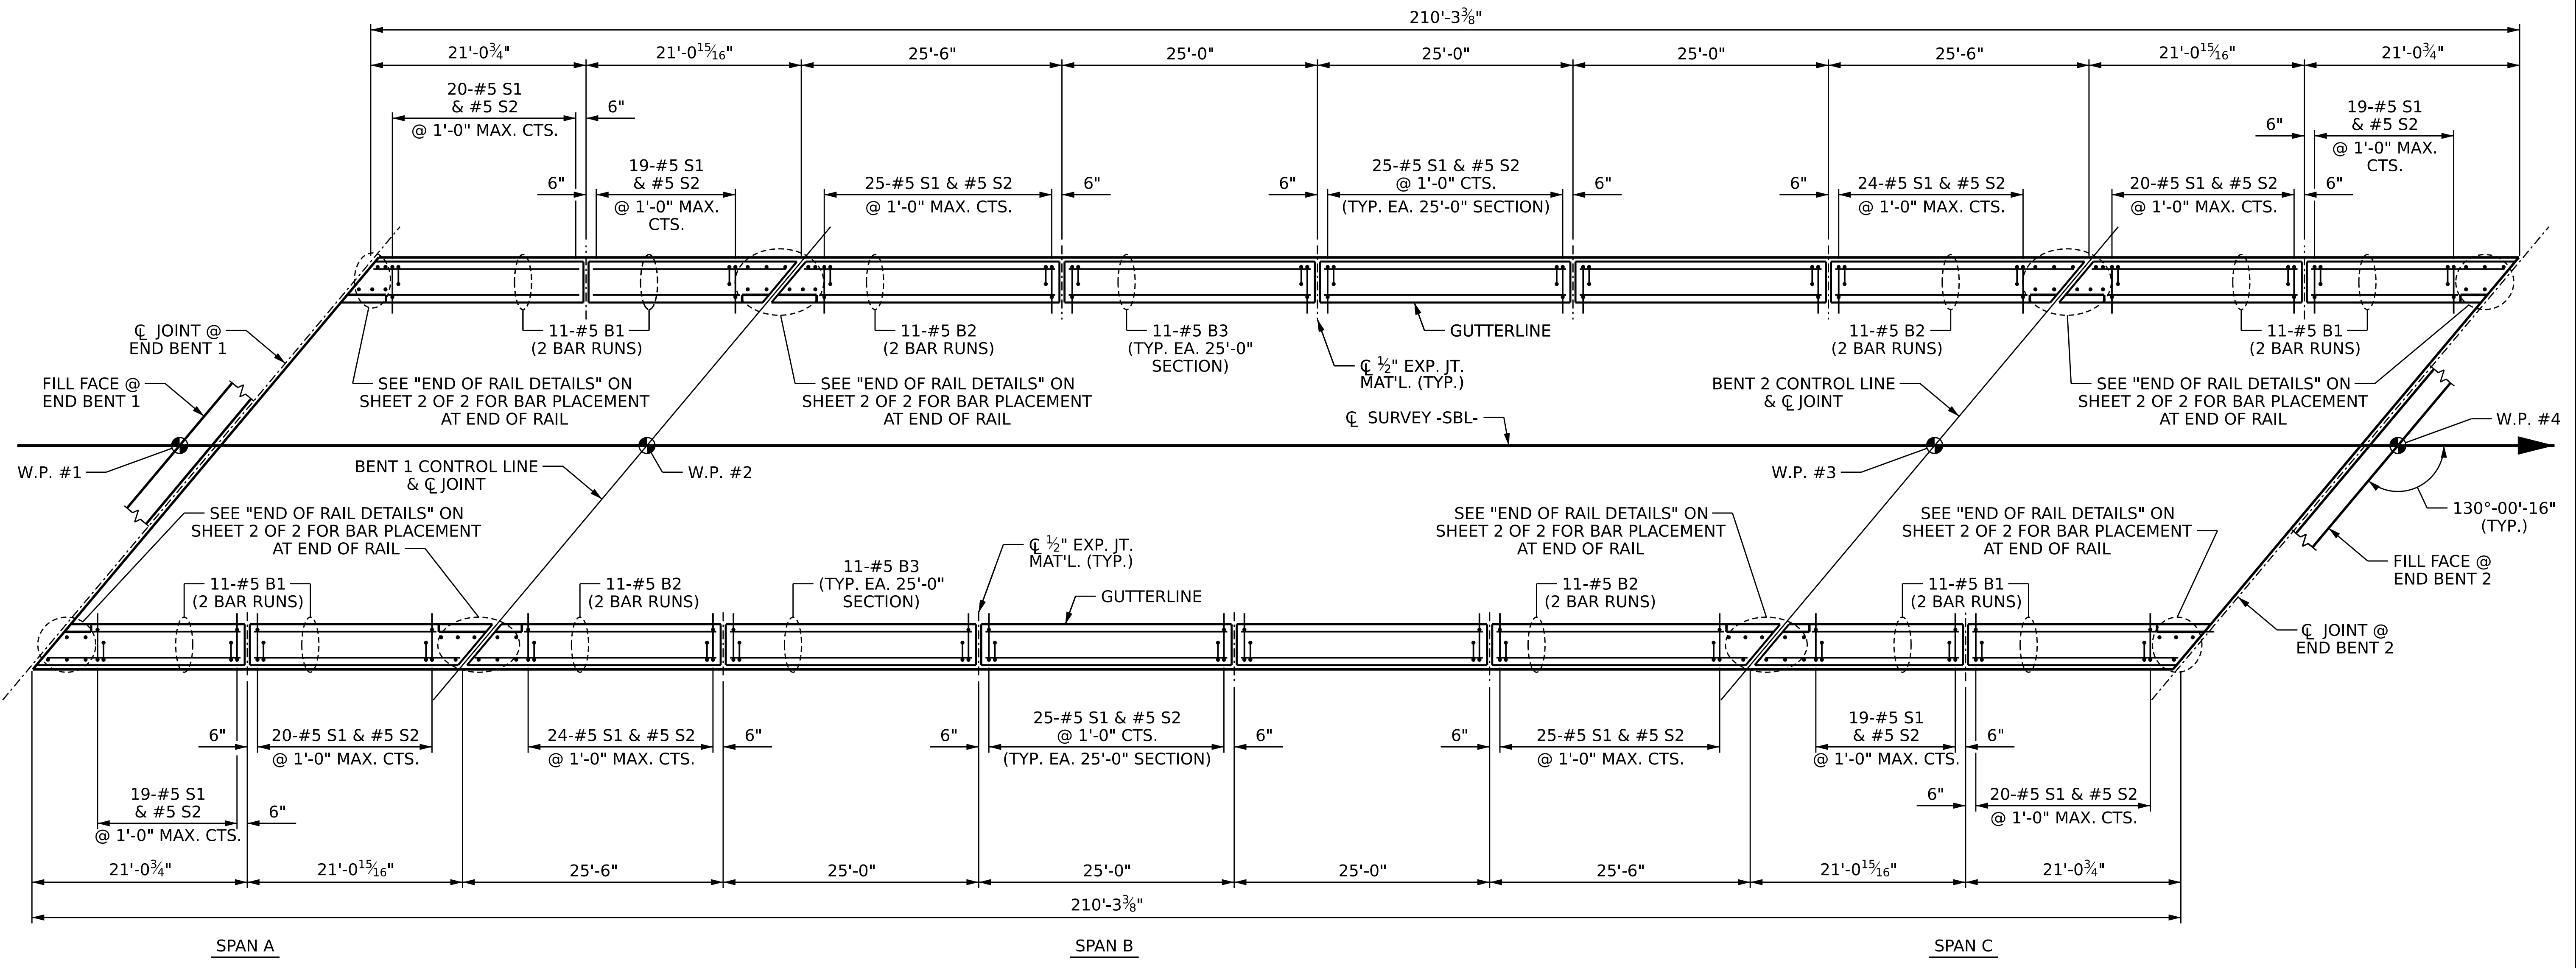 210'-3⅜"
21'-0¾"
21'-0¹⁵⁄₁₆"
25'-6"
25'-0"
25'-0"
25'-0"
25'-6"
21'-0¹⁵⁄₁₆"
21'-0¾"
20-#5 S1
& #5 S2
@ 1'-0" MAX. CTS.
6"
6"
19-#5 S1
& #5 S2
@ 1'-0" MAX.
CTS.
6"
19-#5 S1
& #5 S2
@ 1'-0" MAX.
CTS.
25-#5 S1 & #5 S2
@ 1'-0" MAX. CTS.
6"
6"
25-#5 S1 & #5 S2
@ 1'-0" CTS.
(TYP. EA. 25'-0" SECTION)
6"
6"
24-#5 S1 & #5 S2
@ 1'-0" MAX. CTS.
20-#5 S1 & #5 S2
@ 1'-0" MAX. CTS.
6"
℄ JOINT @
END BENT 1
11-#5 B1
(2 BAR RUNS)
11-#5 B2
(2 BAR RUNS)
11-#5 B3
(TYP. EA. 25'-0"
SECTION)
GUTTERLINE
℄ ½" EXP. JT.
MAT'L. (TYP.)
11-#5 B2
(2 BAR RUNS)
11-#5 B1
(2 BAR RUNS)
FILL FACE @
END BENT 1
SEE "END OF RAIL DETAILS" ON
SHEET 2 OF 2 FOR BAR PLACEMENT
AT END OF RAIL
SEE "END OF RAIL DETAILS" ON
SHEET 2 OF 2 FOR BAR PLACEMENT
AT END OF RAIL
BENT 2 CONTROL LINE
& ℄ JOINT
SEE "END OF RAIL DETAILS" ON
SHEET 2 OF 2 FOR BAR PLACEMENT
AT END OF RAIL
℄ SURVEY -SBL-
W.P. #4
W.P. #1
BENT 1 CONTROL LINE
& ℄ JOINT
W.P. #2
W.P. #3
130°-00'-16"
(TYP.)
SEE "END OF RAIL DETAILS" ON
SHEET 2 OF 2 FOR BAR PLACEMENT
AT END OF RAIL
℄ ½" EXP. JT.
MAT'L. (TYP.)
SEE "END OF RAIL DETAILS" ON
SHEET 2 OF 2 FOR BAR PLACEMENT
AT END OF RAIL
SEE "END OF RAIL DETAILS" ON
SHEET 2 OF 2 FOR BAR PLACEMENT
AT END OF RAIL
FILL FACE @
END BENT 2
11-#5 B1
(2 BAR RUNS)
11-#5 B2
(2 BAR RUNS)
11-#5 B3
(TYP. EA. 25'-0"
SECTION)
GUTTERLINE
11-#5 B2
(2 BAR RUNS)
11-#5 B1
(2 BAR RUNS)
℄ JOINT @
END BENT 2
6"
20-#5 S1 & #5 S2
@ 1'-0" MAX. CTS.
24-#5 S1 & #5 S2
@ 1'-0" MAX. CTS.
6"
6"
25-#5 S1 & #5 S2
@ 1'-0" CTS.
(TYP. EA. 25'-0" SECTION)
6"
6"
25-#5 S1 & #5 S2
@ 1'-0" MAX. CTS.
19-#5 S1
& #5 S2
@ 1'-0" MAX. CTS.
6"
19-#5 S1
& #5 S2
@ 1'-0" MAX. CTS.
6"
6"
20-#5 S1 & #5 S2
@ 1'-0" MAX. CTS.
21'-0¾"
21'-0¹⁵⁄₁₆"
25'-6"
25'-0"
25'-0"
25'-0"
25'-6"
21'-0¹⁵⁄₁₆"
21'-0¾"
210'-3⅜"
SPAN A
SPAN B
SPAN C